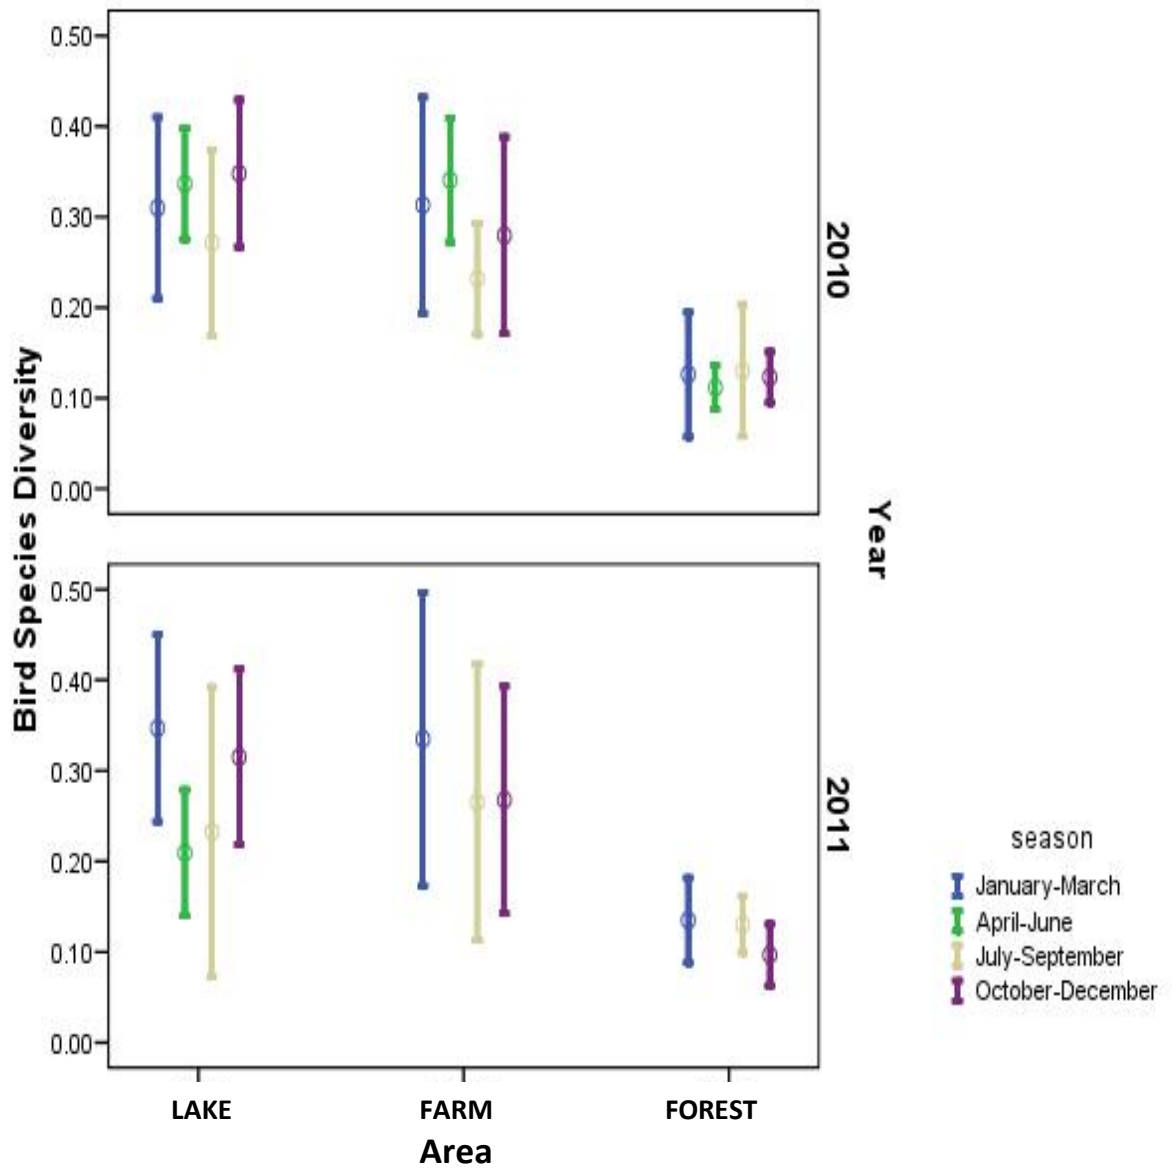 Bird Species Diversity
0.50
0.40
0.30
0.20
0.10
0.00
2010
0.50
0.40
0.30
0.20
0.10
0.00
2011
Year
LAKE FARM FOREST
Area
season
January-March
April-June
July-September
October-December